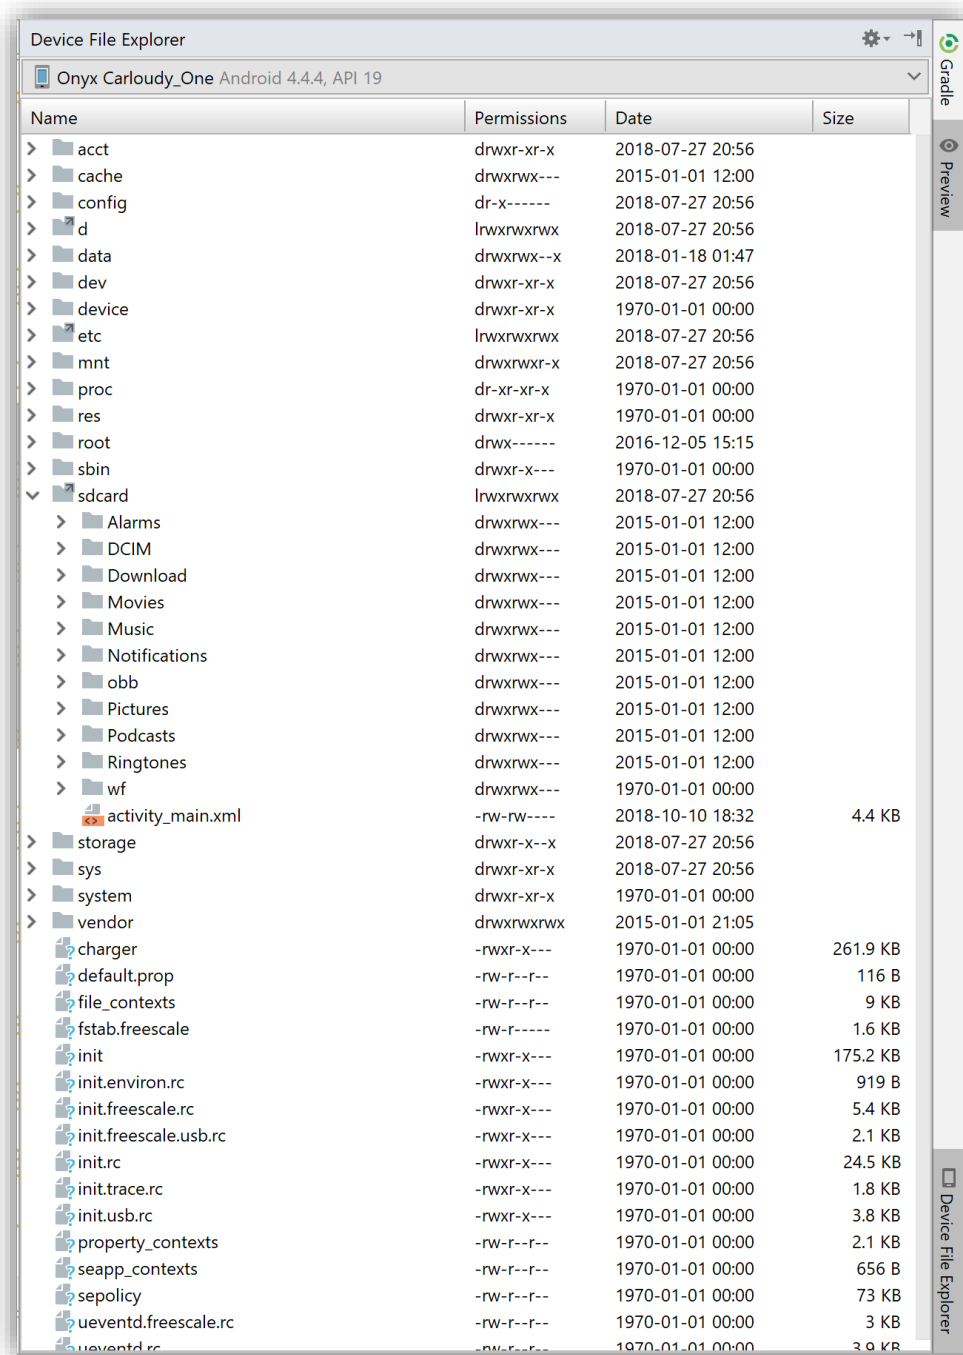 Device File Explorer
Onyx Carloudy_One Android 4.4.4, API 19
Name Permissions Date Size
acct drwxr-xr-x 2018-07-27 20:56
cache drwxrwx--- 2015-01-01 12:00
config dr-x------ 2018-07-27 20:56
d lrwxrwxrwx 2018-07-27 20:56
data drwxrwx--x 2018-01-18 01:47
dev drwxr-xr-x 2018-07-27 20:56
device drwxr-xr-x 1970-01-01 00:00
etc lrwxrwxrwx 2018-07-27 20:56
mnt drwxrwxr-x 2018-07-27 20:56
proc dr-xr-xr-x 1970-01-01 00:00
res drwxr-xr-x 1970-01-01 00:00
root drwx------ 2016-12-05 15:15
sbin drwxr-x--- 1970-01-01 00:00
sdcard lrwxrwxrwx 2018-07-27 20:56
Alarms drwxrwx--- 2015-01-01 12:00
DCIM drwxrwx--- 2015-01-01 12:00
Download drwxrwx--- 2015-01-01 12:00
Movies drwxrwx--- 2015-01-01 12:00
Music drwxrwx--- 2015-01-01 12:00
Notifications drwxrwx--- 2015-01-01 12:00
obb drwxrwx--- 2015-01-01 12:00
Pictures drwxrwx--- 2015-01-01 12:00
Podcasts drwxrwx--- 2015-01-01 12:00
Ringtones drwxrwx--- 2015-01-01 12:00
wf drwxrwx--- 1970-01-01 00:00
activity_main.xml -rw-rw---- 2018-10-10 18:32 4.4 KB
storage drwxr-x--x 2018-07-27 20:56
sys drwxr-xr-x 2018-07-27 20:56
system drwxr-xr-x 1970-01-01 00:00
vendor drwxrwxrwx 2015-01-01 21:05
charger -rwxr-x--- 1970-01-01 00:00 261.9 KB
default.prop -rw-r--r-- 1970-01-01 00:00 116 B
file_contexts -rw-r--r-- 1970-01-01 00:00 9 KB
fstab.freescale -rw-r----- 1970-01-01 00:00 1.6 KB
init -rwxr-x--- 1970-01-01 00:00 175.2 KB
init.environ.rc -rwxr-x--- 1970-01-01 00:00 919 B
init.freescale.rc -rwxr-x--- 1970-01-01 00:00 5.4 KB
init.freescale.usb.rc -rwxr-x--- 1970-01-01 00:00 2.1 KB
init.rc -rwxr-x--- 1970-01-01 00:00 24.5 KB
init.trace.rc -rwxr-x--- 1970-01-01 00:00 1.8 KB
init.usb.rc -rwxr-x--- 1970-01-01 00:00 3.8 KB
property_contexts -rw-r--r-- 1970-01-01 00:00 2.1 KB
seapp_contexts -rw-r--r-- 1970-01-01 00:00 656 B
sepolicy -rw-r--r-- 1970-01-01 00:00 73 KB
ueventd.freescale.rc -rw-r--r-- 1970-01-01 00:00 3 KB
ueventd.rc -rw-r--r-- 1970-01-01 00:00 3.9 KB
Gradle
Preview
Device File Explorer